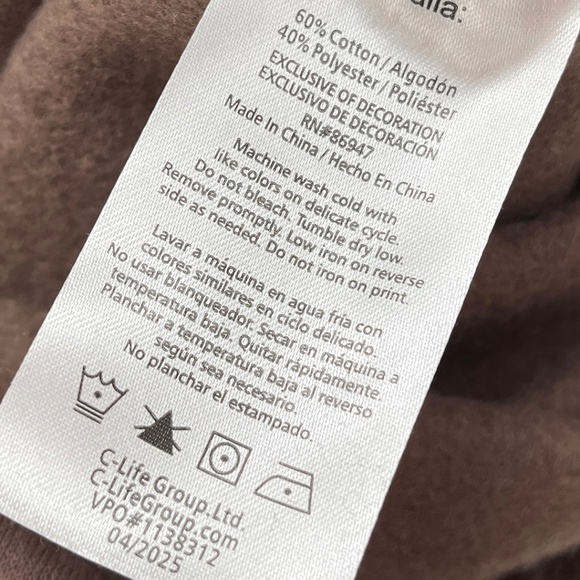 60% Cotton / Algodón
40% Polyester / Poliéster
EXCLUSIVE OF DECORATION
EXCLUSIVO DE DECORACIÓN
RN#86947
Made In China / Hecho En China
Machine wash cold with
like colors on delicate cycle.
Do not bleach. Tumble dry low.
Remove promptly. Low iron on reverse
side as needed. Do not iron on print.
Lavar a máquina en agua fría con
colores similares en ciclo delicado.
No usar blanqueador. Secar en máquina a
temperatura baja. Quitar rápidamente.
Planchar a temperatura baja al reverso
según sea necesario.
No planchar el estampado.
C-Life Group.Ltd.
C-LifeGroup.com
VPO#1138312
04/2025